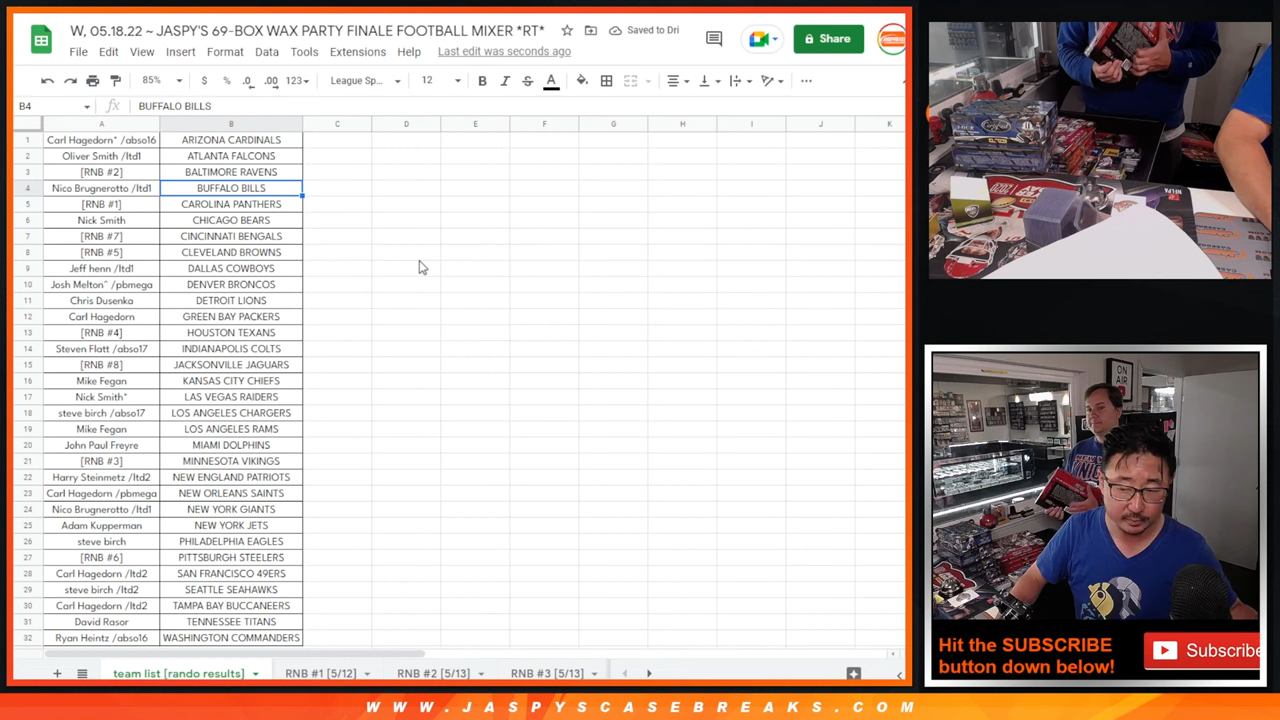 W, 05.18.22 ~ JASPY'S 69-BOX WAX PARTY FINALE FOOTBALL MIXER *RT*
Saved to Dri
Share
File Edit View Insert Format Data Tools Extensions Help Last edit was seconds ago
85% $ % .0 .00 123 League Sp... 12 B I S A
B4 fx BUFFALO BILLS
A B C D E F G H I J K
1 Carl Hagedorn* /abso16 ARIZONA CARDINALS
2 Oliver Smith /ltd1 ATLANTA FALCONS
3 [RNB #2] BALTIMORE RAVENS
4 Nico Brugnerotto /ltd1 BUFFALO BILLS
5 [RNB #1] CAROLINA PANTHERS
6 Nick Smith CHICAGO BEARS
7 [RNB #7] CINCINNATI BENGALS
8 [RNB #5] CLEVELAND BROWNS
9 Jeff henn /ltd1 DALLAS COWBOYS
10 Josh Melton^ /pbmega DENVER BRONCOS
11 Chris Dusenka DETROIT LIONS
12 Carl Hagedorn GREEN BAY PACKERS
13 [RNB #4] HOUSTON TEXANS
14 Steven Flatt /abso17 INDIANAPOLIS COLTS
15 [RNB #8] JACKSONVILLE JAGUARS
16 Mike Fegan KANSAS CITY CHIEFS
17 Nick Smith* LAS VEGAS RAIDERS
18 steve birch /abso17 LOS ANGELES CHARGERS
19 Mike Fegan LOS ANGELES RAMS
20 John Paul Freyre MIAMI DOLPHINS
21 [RNB #3] MINNESOTA VIKINGS
22 Harry Steinmetz /ltd2 NEW ENGLAND PATRIOTS
23 Carl Hagedorn /pbmega NEW ORLEANS SAINTS
24 Nico Brugnerotto /ltd1 NEW YORK GIANTS
25 Adam Kupperman NEW YORK JETS
26 steve birch PHILADELPHIA EAGLES
27 [RNB #6] PITTSBURGH STEELERS
28 Carl Hagedorn /ltd2 SAN FRANCISCO 49ERS
29 steve birch /ltd2 SEATTLE SEAHAWKS
30 Carl Hagedorn /ltd2 TAMPA BAY BUCCANEERS
31 David Rasor TENNESSEE TITANS
32 Ryan Heintz /abso16 WASHINGTON COMMANDERS
team list [rando results] RNB #1 [5/12] RNB #2 [5/13] RNB #3 [5/13]
ON
AIR
Hit the SUBSCRIBE
button down below!
Subscribe
WWW.JASPYSCASEBREAKS.COM